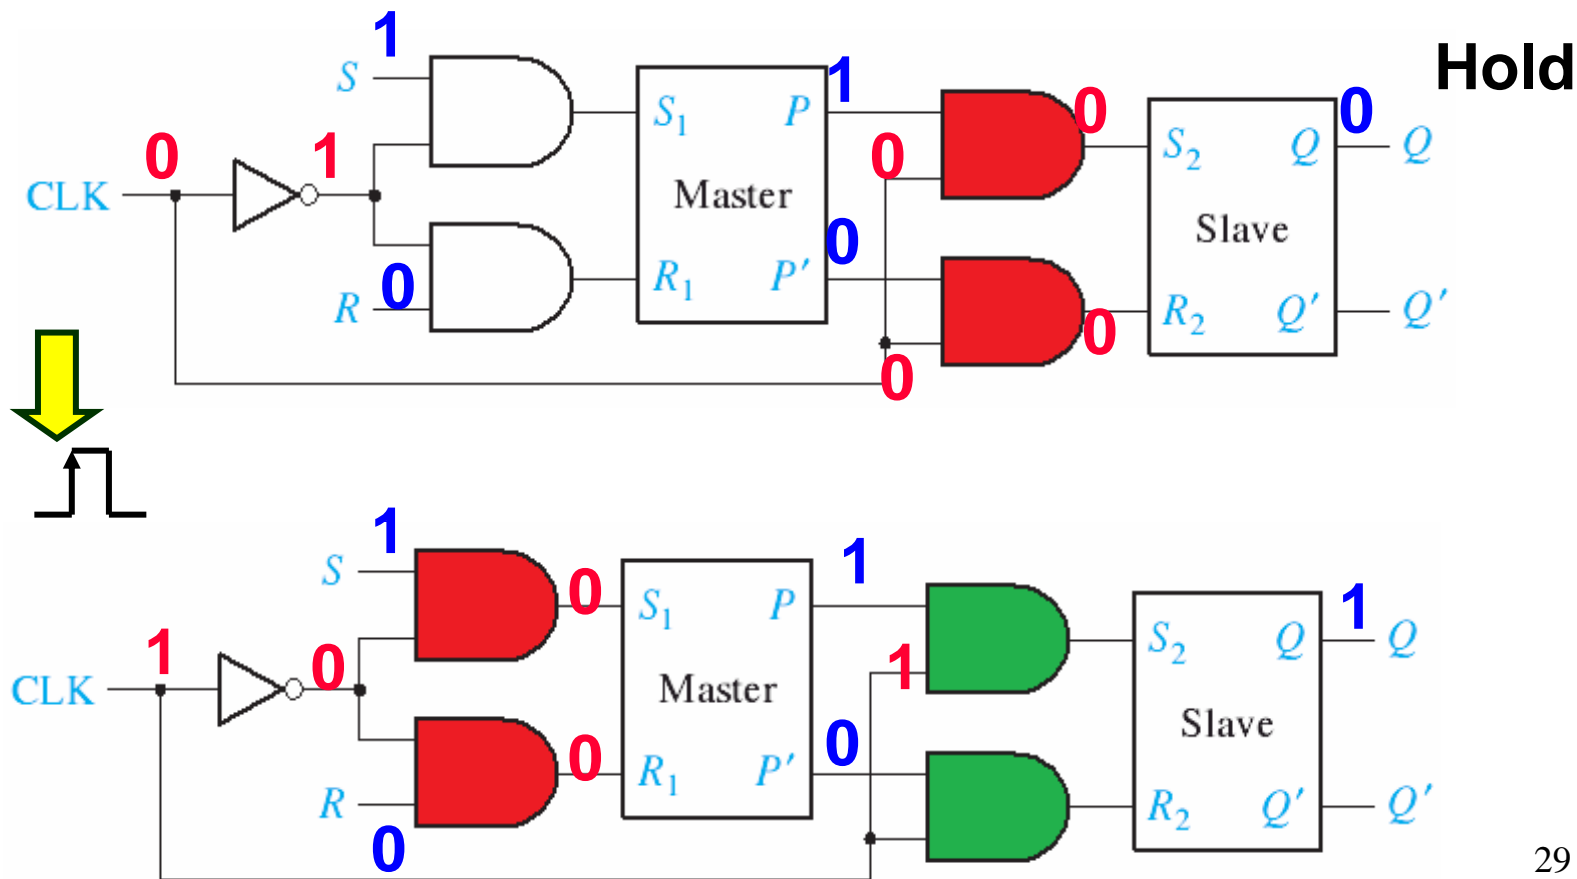 1
Hold
S
1
0
0
S₁ P
S₂ Q
Q
0
1
0
CLK
Master
Slave
0
0
R
R₁ P′
R₂ Q′
Q′
0
0
1
S
1
1
0
S₁ P
S₂ Q
Q
1
0
1
CLK
Master
Slave
0
0
R
R₁ P′
R₂ Q′
Q′
0
29